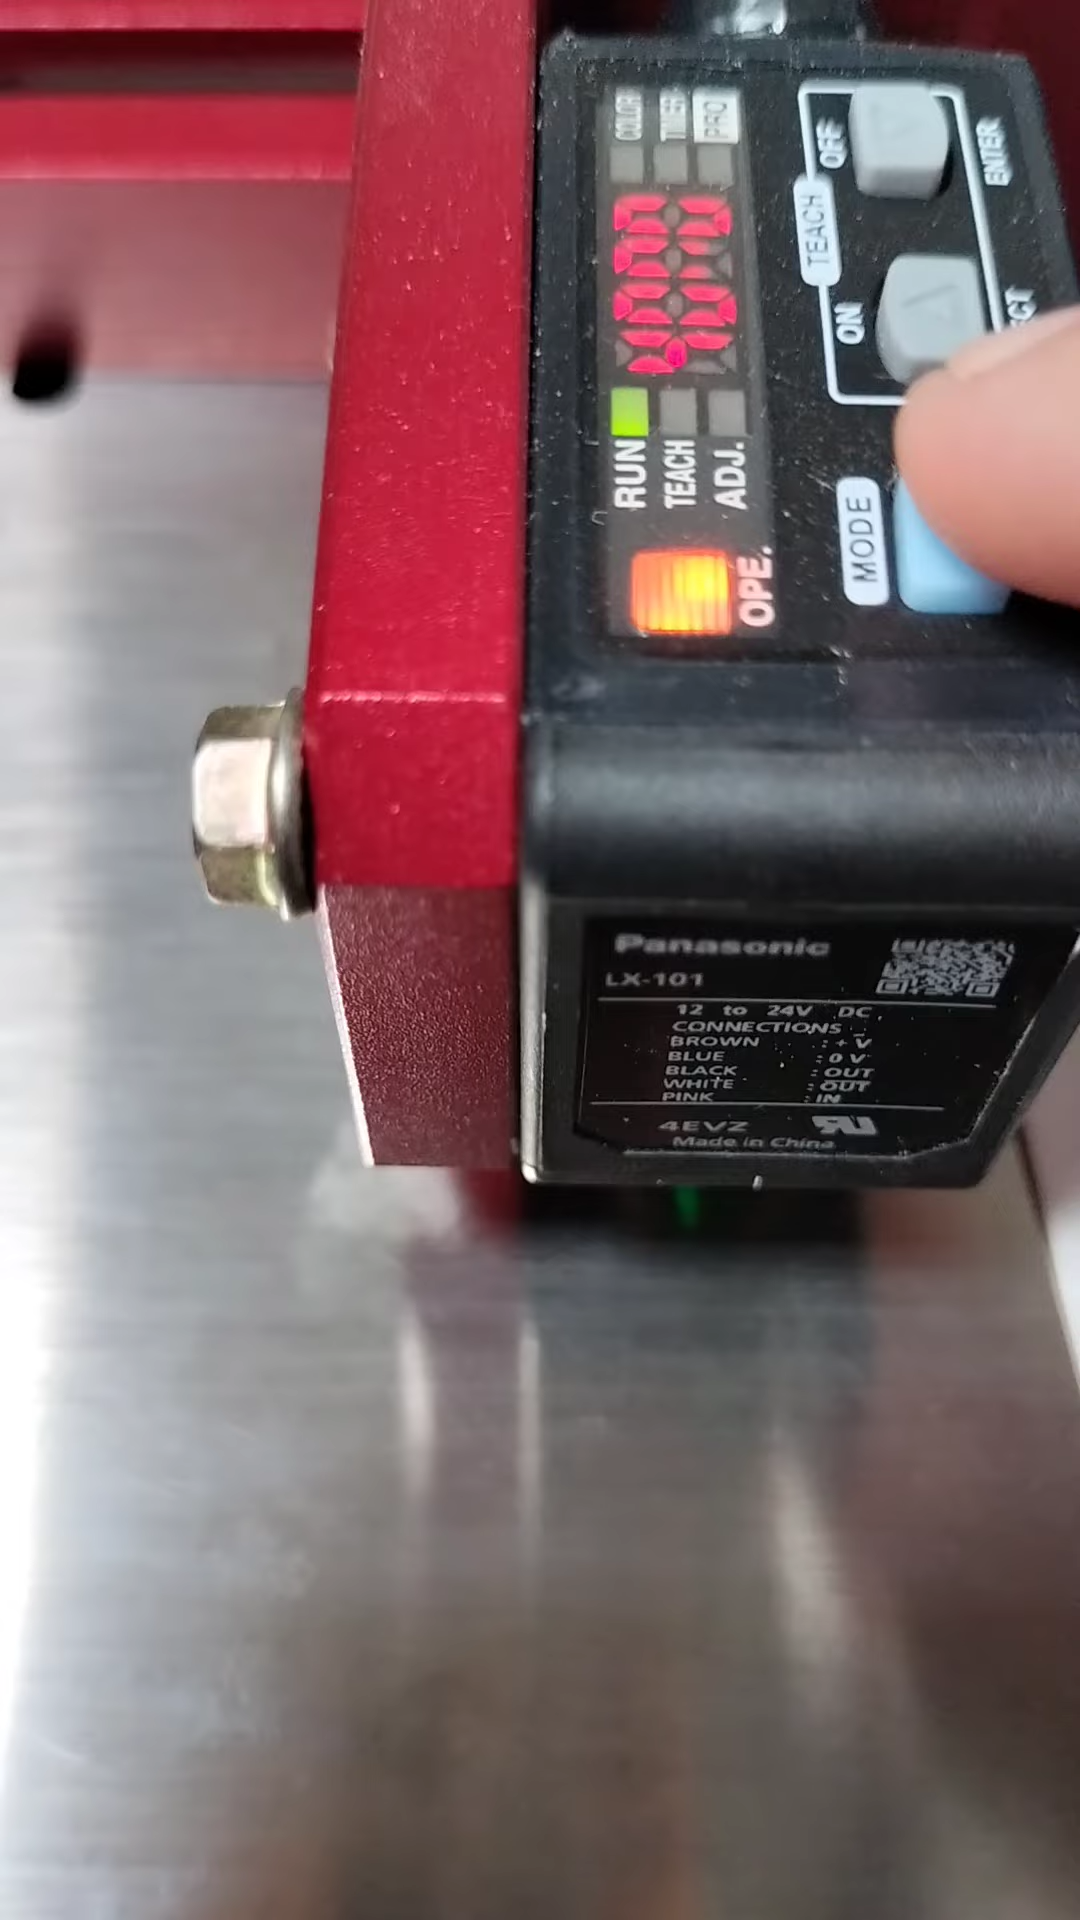 COLOR
TIMER
PRO
RUN
TEACH
ADJ.
OPE.
OFF
TEACH
ON
ENTER
MODE
Panasonic
LX-101
12 to 24V DC
CONNECTIONS
BROWN : + V
BLUE : 0 V
BLACK : OUT
WHITE : OUT
PINK : IN
4EVZ
Made in China